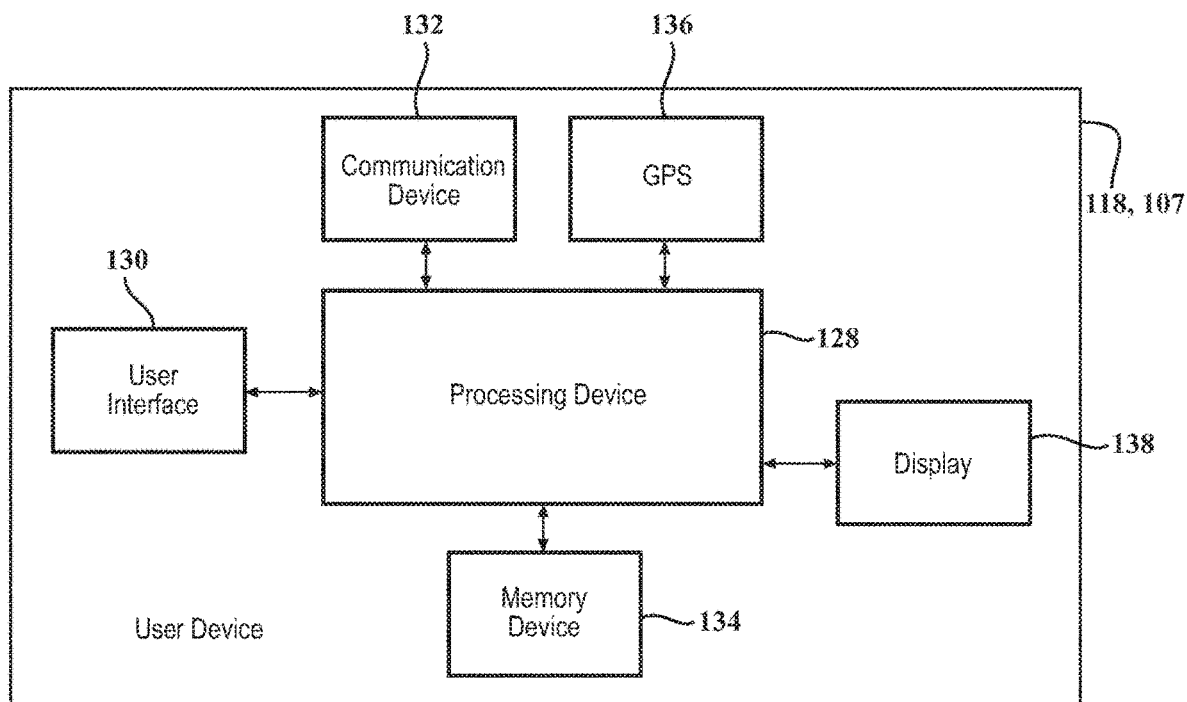 132
136
Communication
Device
GPS
118, 107
130
User
Interface
Processing Device
128
Display
138
Memory
Device
134
User Device